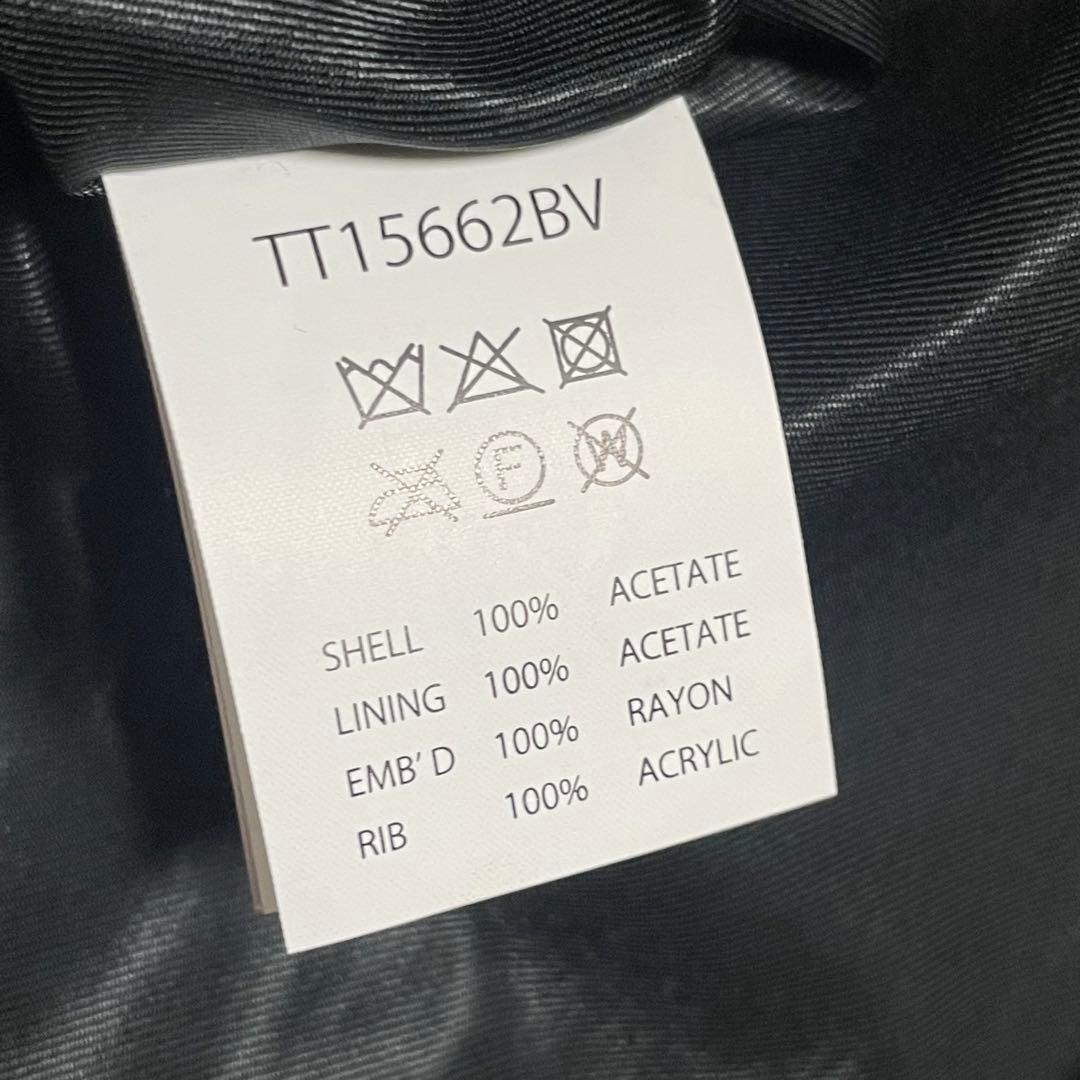 TT15662BV
F W
SHELL 100% ACETATE
LINING 100% ACETATE
EMB' D 100% RAYON
RIB 100% ACRYLIC